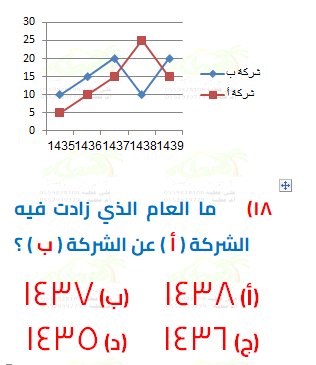 30
25
20
15
10
5
0
1435 1436 1437 1438 1439
شركة ب
شركة أ
١٨) ما العام الذي زادت فيه
الشركة ( أ ) عن الشركة ( ب ) ؟
(أ) ١٤٣٨ (ب) ١٤٣٧
(ج) ١٤٣٦ (د) ١٤٣٥